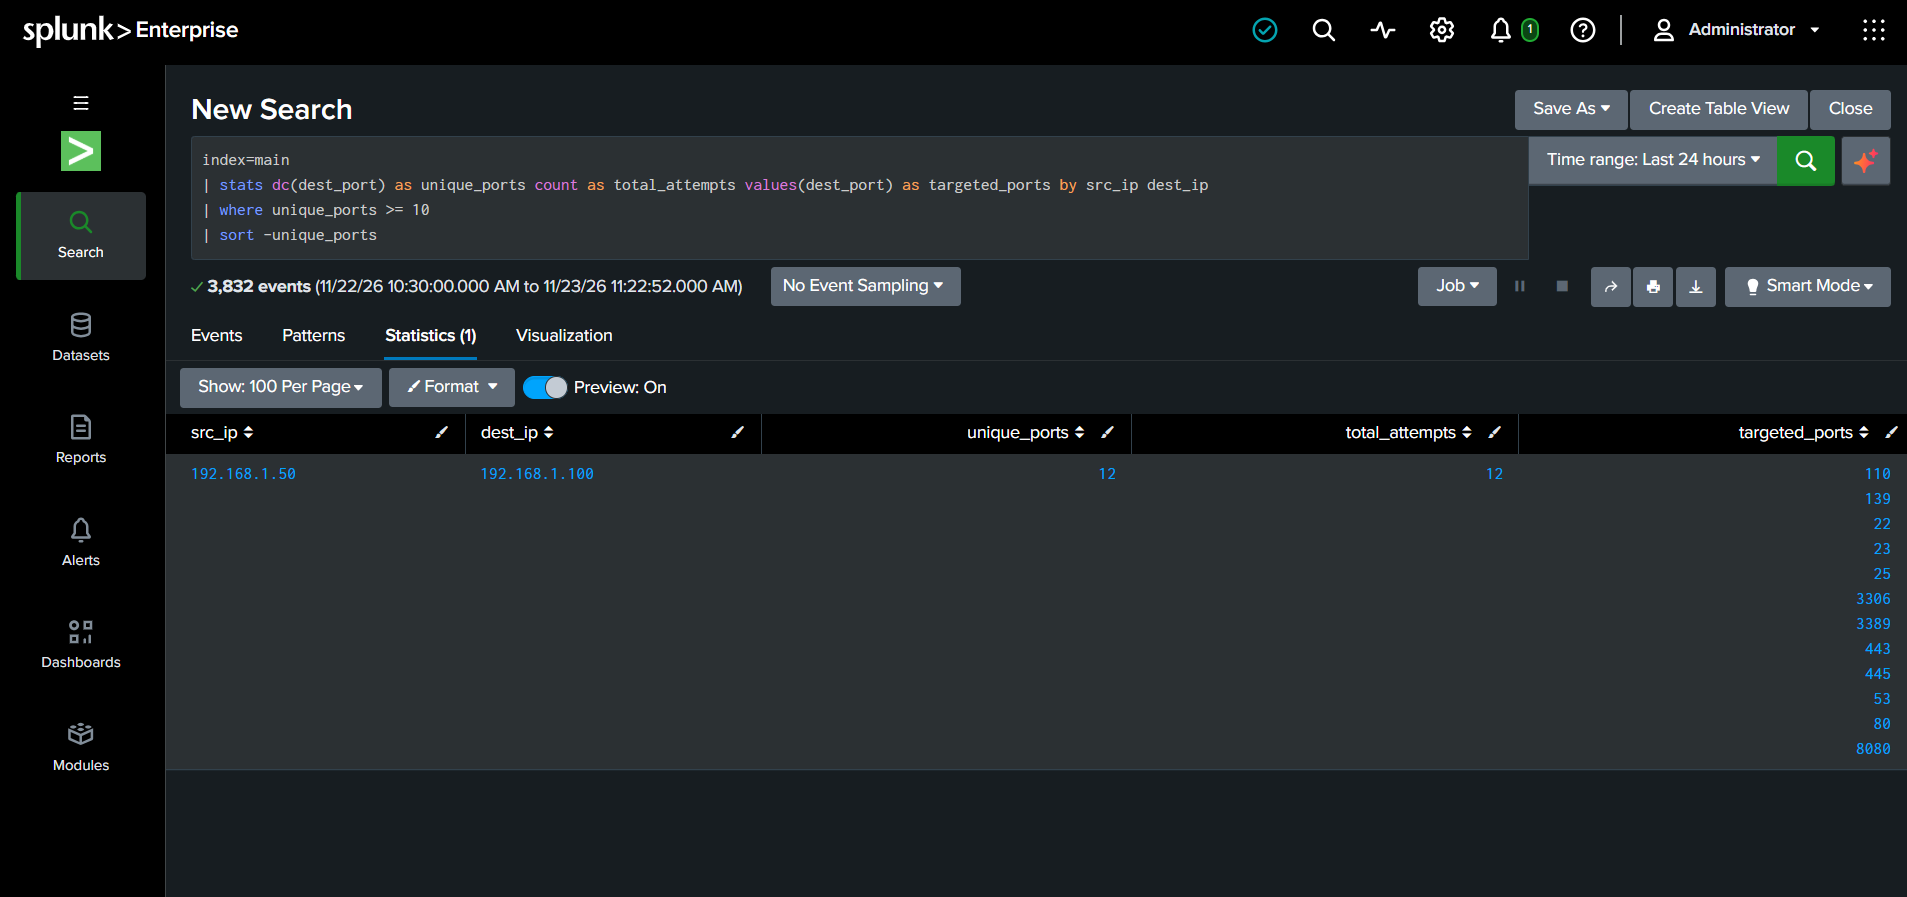 splunk> Enterprise
1
Administrator
New Search
Save As
Create Table View
Close
index=main
| stats dc(dest_port) as unique_ports count as total_attempts values(dest_port) as targeted_ports by src_ip dest_ip
| where unique_ports >= 10
| sort -unique_ports
Time range: Last 24 hours
Search
Datasets
Reports
Alerts
Dashboards
Modules
3,832 events (11/22/26 10:30:00.000 AM to 11/23/26 11:22:52.000 AM)
No Event Sampling
Job
Smart Mode
Events
Patterns
Statistics (1)
Visualization
Show: 100 Per Page
Format
Preview: On
src_ip
dest_ip
unique_ports
total_attempts
targeted_ports
192.168.1.50
192.168.1.100
12
12
110
139
22
23
25
3306
3389
443
445
53
80
8080